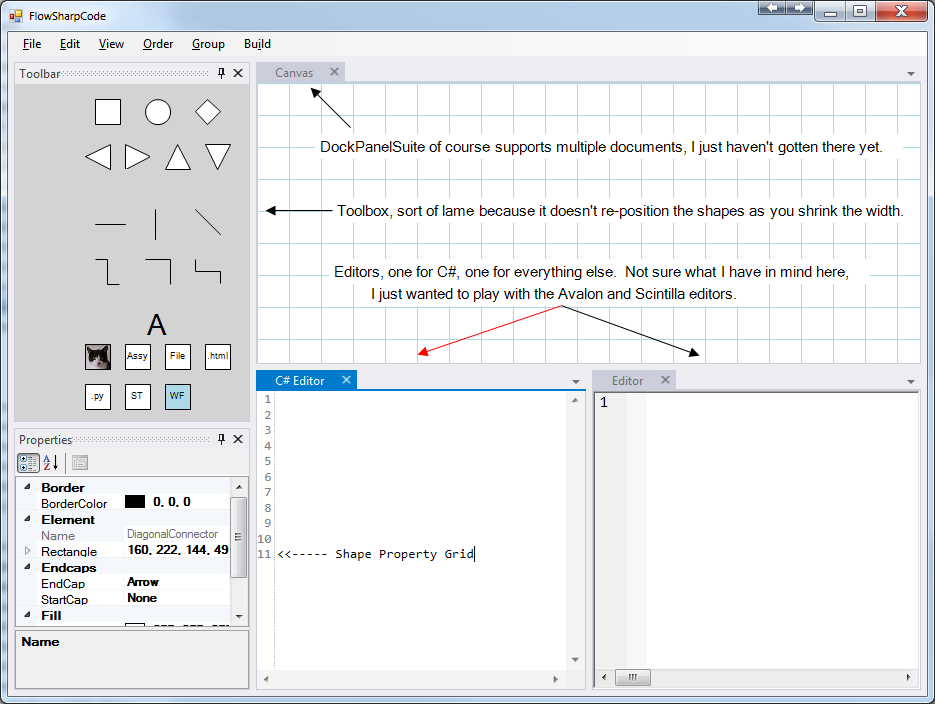 FlowSharpCode
File Edit View Order Group Build
Toolbar
Canvas
DockPanelSuite of course supports multiple documents, I just haven't gotten there yet.
Toolbox, sort of lame because it doesn't re-position the shapes as you shrink the width.
Editors, one for C#, one for everything else. Not sure what I have in mind here,
I just wanted to play with the Avalon and Scintilla editors.
A
Assy File .html
.py ST WF
Properties
A
Z
Border
BorderColor 0, 0, 0
Element
Name DiagonalConnector
Rectangle 160, 222, 144, 49
Endcaps
EndCap Arrow
StartCap None
Fill
Name
C# Editor
1
2
3
4
5
6
7
8
9
10
11 <<----- Shape Property Grid
Editor
1